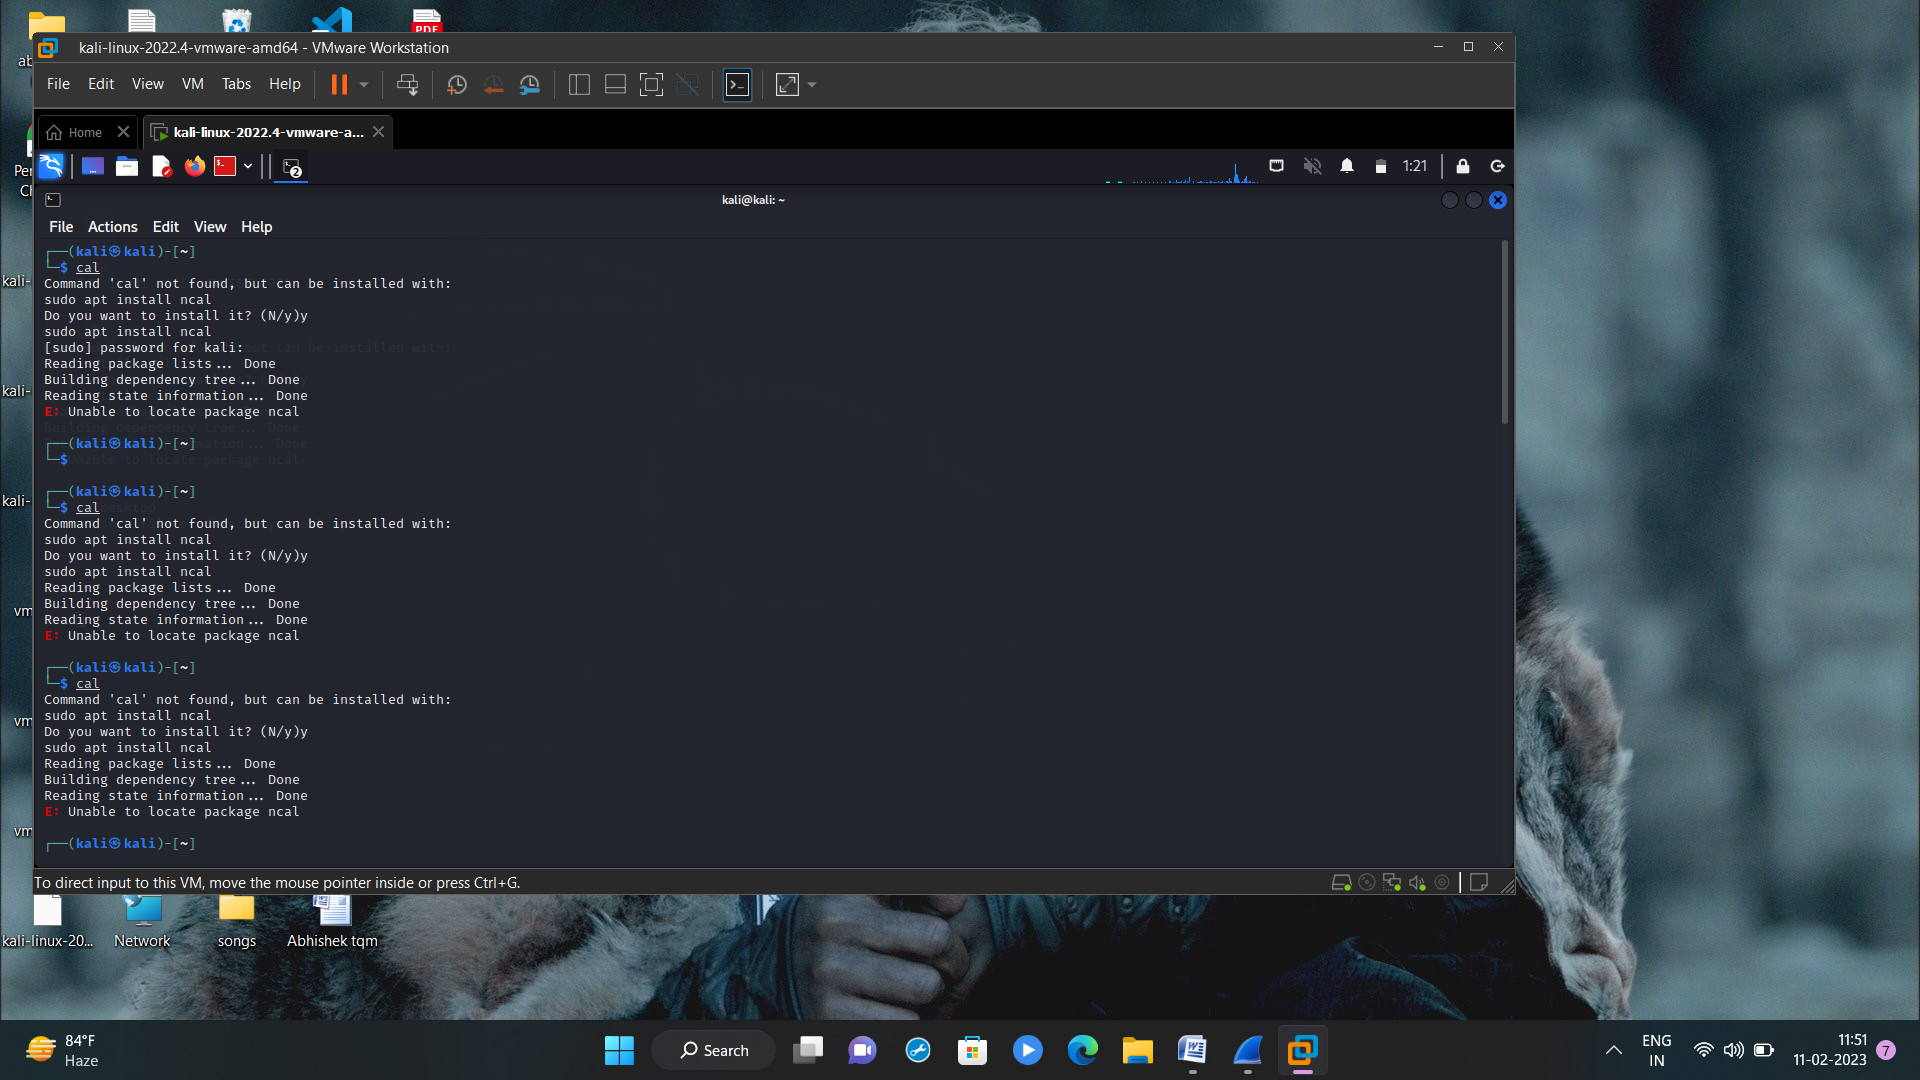 PDF
ab
kali-linux-2022.4-vmware-amd64 - VMware Workstation
File Edit View VM Tabs Help
Home
kali-linux-2022.4-vmware-a...
2
1:21
kali@kali: ~
File Actions Edit View Help
┌──(kali㉿kali)-[~]
└─$ cal
Command 'cal' not found, but can be installed with:
sudo apt install ncal
Do you want to install it? (N/y)y
sudo apt install ncal
[sudo] password for kali:
Reading package lists... Done
Building dependency tree... Done
Reading state information... Done
E: Unable to locate package ncal
┌──(kali㉿kali)-[~]
└─$
┌──(kali㉿kali)-[~]
└─$ cal
Command 'cal' not found, but can be installed with:
sudo apt install ncal
Do you want to install it? (N/y)y
sudo apt install ncal
Reading package lists... Done
Building dependency tree... Done
Reading state information... Done
E: Unable to locate package ncal
┌──(kali㉿kali)-[~]
└─$ cal
Command 'cal' not found, but can be installed with:
sudo apt install ncal
Do you want to install it? (N/y)y
sudo apt install ncal
Reading package lists... Done
Building dependency tree... Done
Reading state information... Done
E: Unable to locate package ncal
┌──(kali㉿kali)-[~]
To direct input to this VM, move the mouse pointer inside or press Ctrl+G.
Per
Ch
kali-
kali-
kali-
vm
vm
vm
kali-linux-20...
Network
songs
Abhishek tqm
84°F
Haze
Search
ENG
IN
11:51
11-02-2023
7